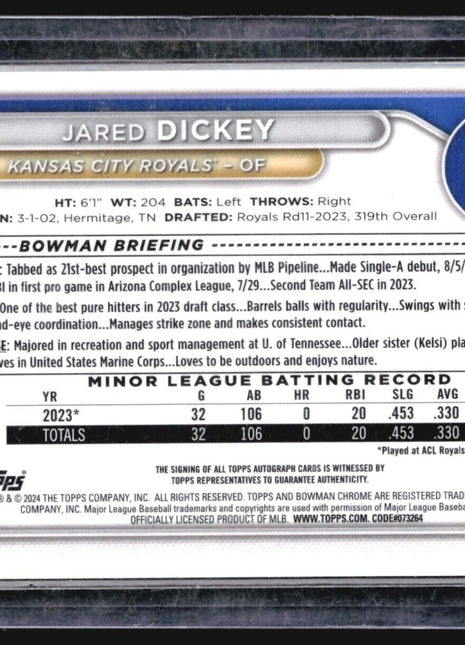 JARED DICKEY
KANSAS CITY ROYALS™ – OF
HT: 6'1" WT: 204 BATS: Left THROWS: Right
N: 3-1-02, Hermitage, TN DRAFTED: Royals Rd11-2023, 319th Overall
---BOWMAN BRIEFING----------------------
: Tabbed as 21st-best prospect in organization by MLB Pipeline...Made Single-A debut, 8/5/
BI in first pro game in Arizona Complex League, 7/29...Second Team All-SEC in 2023.
One of the best pure hitters in 2023 draft class...Barrels balls with regularity...Swings with
d-eye coordination...Manages strike zone and makes consistent contact.
SE: Majored in recreation and sport management at U. of Tennessee...Older sister (Kelsi) pla
ves in United States Marine Corps...Loves to be outdoors and enjoys nature.
MINOR LEAGUE BATTING RECORD
YR G AB HR RBI SLG AVG
2023* 32 106 0 20 .453 .330
TOTALS 32 106 0 20 .453 .330
*Played at ACL Royals
THE SIGNING OF ALL TOPPS AUTOGRAPH CARDS IS WITNESSED BY
TOPPS REPRESENTATIVES TO GUARANTEE AUTHENTICITY.
pps
® & © 2024 THE TOPPS COMPANY, INC. ALL RIGHTS RESERVED. TOPPS AND BOWMAN CHROME ARE REGISTERED TRAD
COMPANY, INC. Major League Baseball trademarks and copyrights are used with permission of Major League Baseb
OFFICIALLY LICENSED PRODUCT OF MLB. WWW.TOPPS.COM. CODE#073264